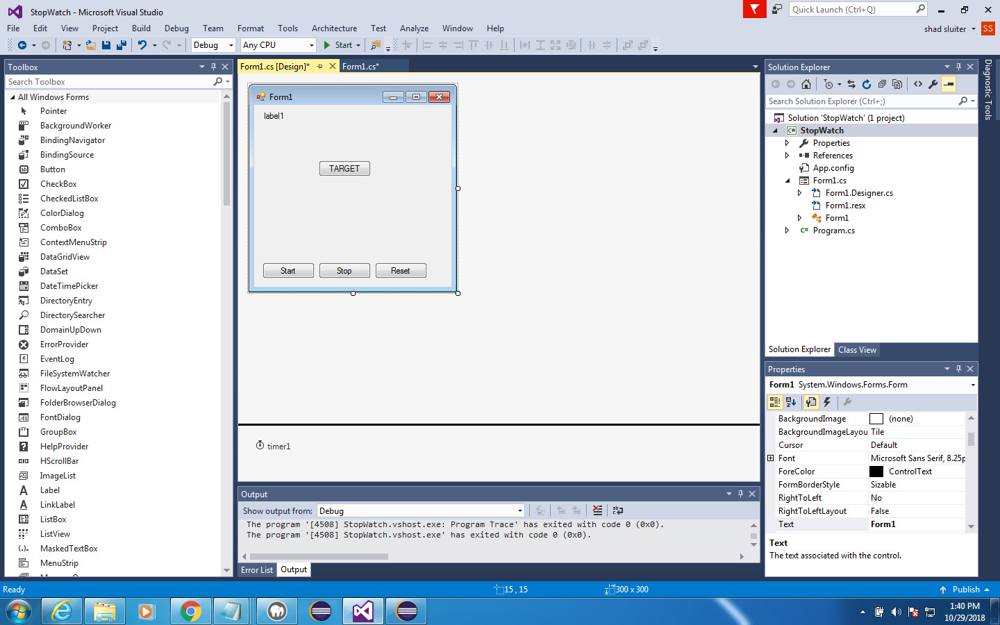 StopWatch - Microsoft Visual Studio
Quick Launch (Ctrl+Q)
File Edit View Project Build Debug Team Format Tools Architecture Test Analyze Window Help
shad sluiter SS
Debug Any CPU Start
Toolbox
Search Toolbox
All Windows Forms
Pointer
BackgroundWorker
BindingNavigator
BindingSource
Button
CheckBox
CheckedListBox
ColorDialog
ComboBox
ContextMenuStrip
DataGridView
DataSet
DateTimePicker
DirectoryEntry
DirectorySearcher
DomainUpDown
ErrorProvider
EventLog
FileSystemWatcher
FlowLayoutPanel
FolderBrowserDialog
FontDialog
GroupBox
HelpProvider
HScrollBar
ImageList
Label
LinkLabel
ListBox
ListView
MaskedTextBox
MenuStrip
Form1.cs [Design]* Form1.cs*
Form1
label1
TARGET
Start Stop Reset
timer1
Output
Show output from: Debug
The program '[4508] StopWatch.vshost.exe: Program Trace' has exited with code 0 (0x0).
The program '[4508] StopWatch.vshost.exe' has exited with code 0 (0x0).
Error List Output
Solution Explorer
Search Solution Explorer (Ctrl+;)
Solution 'StopWatch' (1 project)
C# StopWatch
Properties
References
App.config
Form1.cs
Form1.Designer.cs
Form1.resx
Form1
C# Program.cs
Solution Explorer Class View
Diagnostic Tools
Properties
Form1 System.Windows.Forms.Form
BackgroundImage (none)
BackgroundImageLayou Tile
Cursor Default
Font Microsoft Sans Serif, 8.25p
ForeColor ControlText
FormBorderStyle Sizable
RightToLeft No
RightToLeftLayout False
Text Form1
Text
The text associated with the control.
Ready 15 , 15 300 x 300 Publish
1:40 PM
10/29/2018